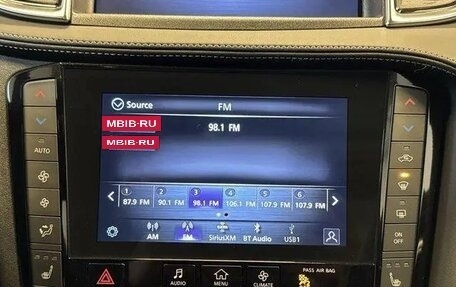 Source FM
MBIB-RU
98.1 FM
MBIB-RU
1 2 3 4 5 6
87.9 FM 90.1 FM 98.1 FM 106.1 FM 107.9 FM 107.9 FM
AM FM SiriusXM BT Audio USB1
AUTO
ON
OFF
PASS AIR BAG
AUDIO MENU CLIMATE